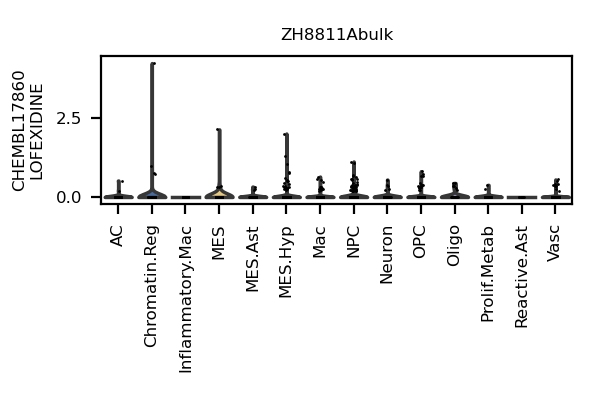 ZH8811Abulk
CHEMBL17860
LOFEXIDINE
2.5
0.0
AC
Chromatin.Reg
Inflammatory.Mac
MES
MES.Ast
MES.Hyp
Mac
NPC
Neuron
OPC
Oligo
Prolif.Metab
Reactive.Ast
Vasc